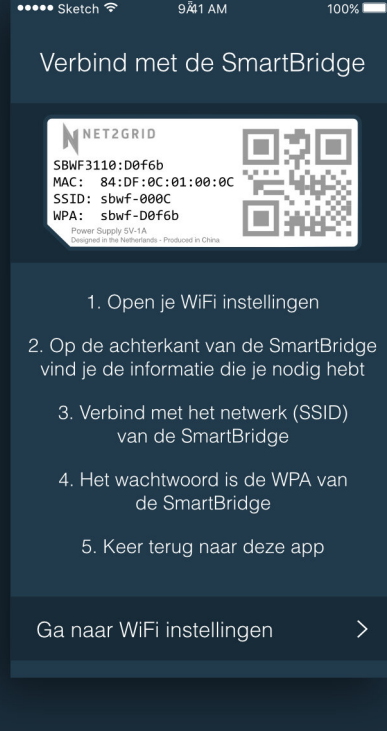 Sketch 9:41 AM 100%
Verbind met de SmartBridge
NET2GRID
SBWF3110:D0f6b
MAC: 84:DF:0C:01:00:0C
SSID: sbwf-000C
WPA: sbwf-D0f6b
Power Supply 5V-1A
Designed in the Netherlands - Produced in China
1. Open je WiFi instellingen
2. Op de achterkant van de SmartBridge
vind je de informatie die je nodig hebt
3. Verbind met het netwerk (SSID)
van de SmartBridge
4. Het wachtwoord is de WPA van
de SmartBridge
5. Keer terug naar deze app
Ga naar WiFi instellingen